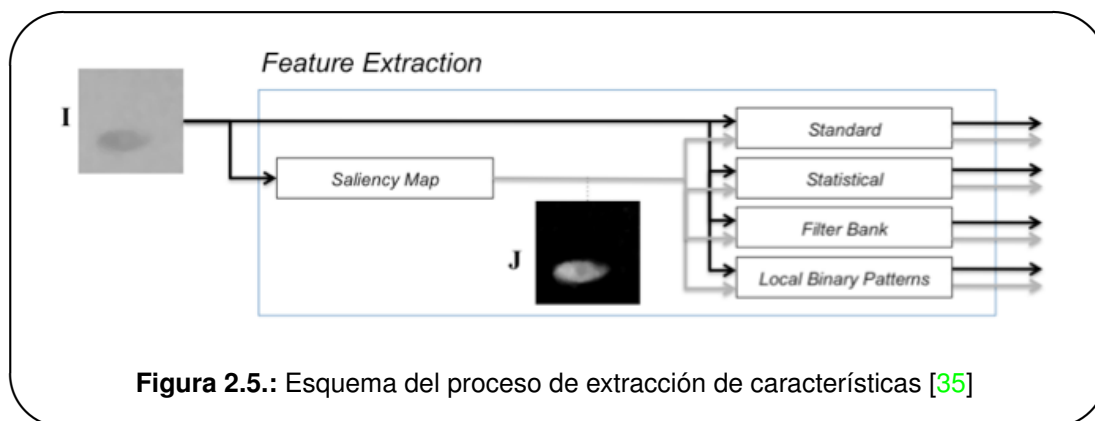 Feature Extraction
I
Standard
Saliency Map
Statistical
Filter Bank
J
Local Binary Patterns
Figura 2.5.: Esquema del proceso de extracción de característifcas [35]